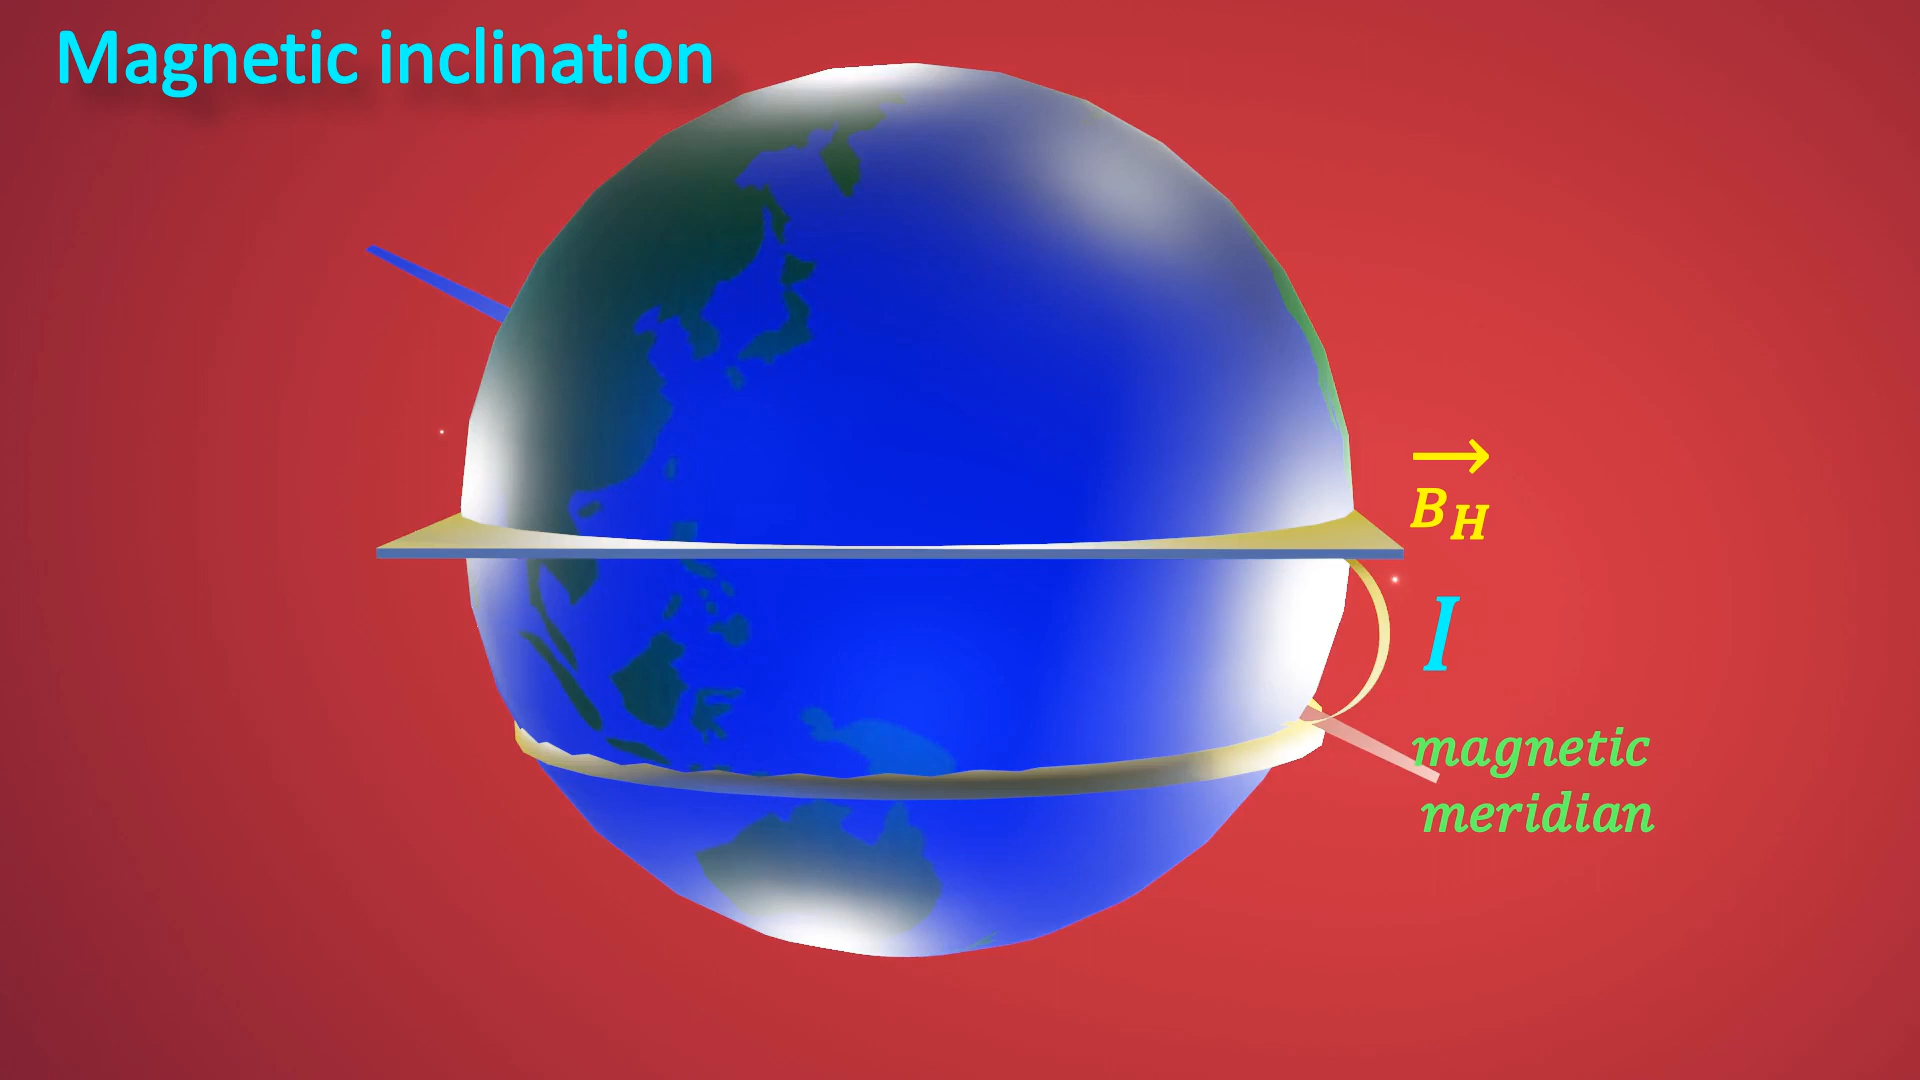 Magnetic inclination
B_H
I
magnetic
meridian